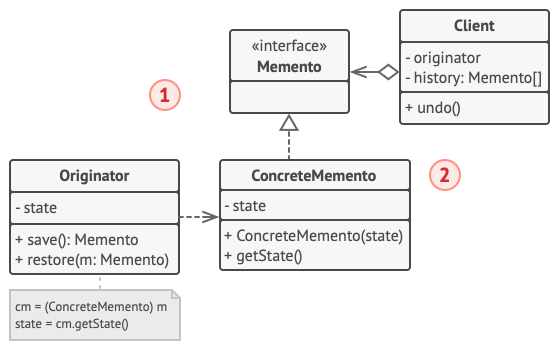 «interface»
Memento
Client
- originator
- history: Memento[]
+ undo()
1
Originator
- state
+ save(): Memento
+ restore(m: Memento)
ConcreteMemento
- state
+ ConcreteMemento(state)
+ getState()
2
cm = (ConcreteMemento) m
state = cm.getState()